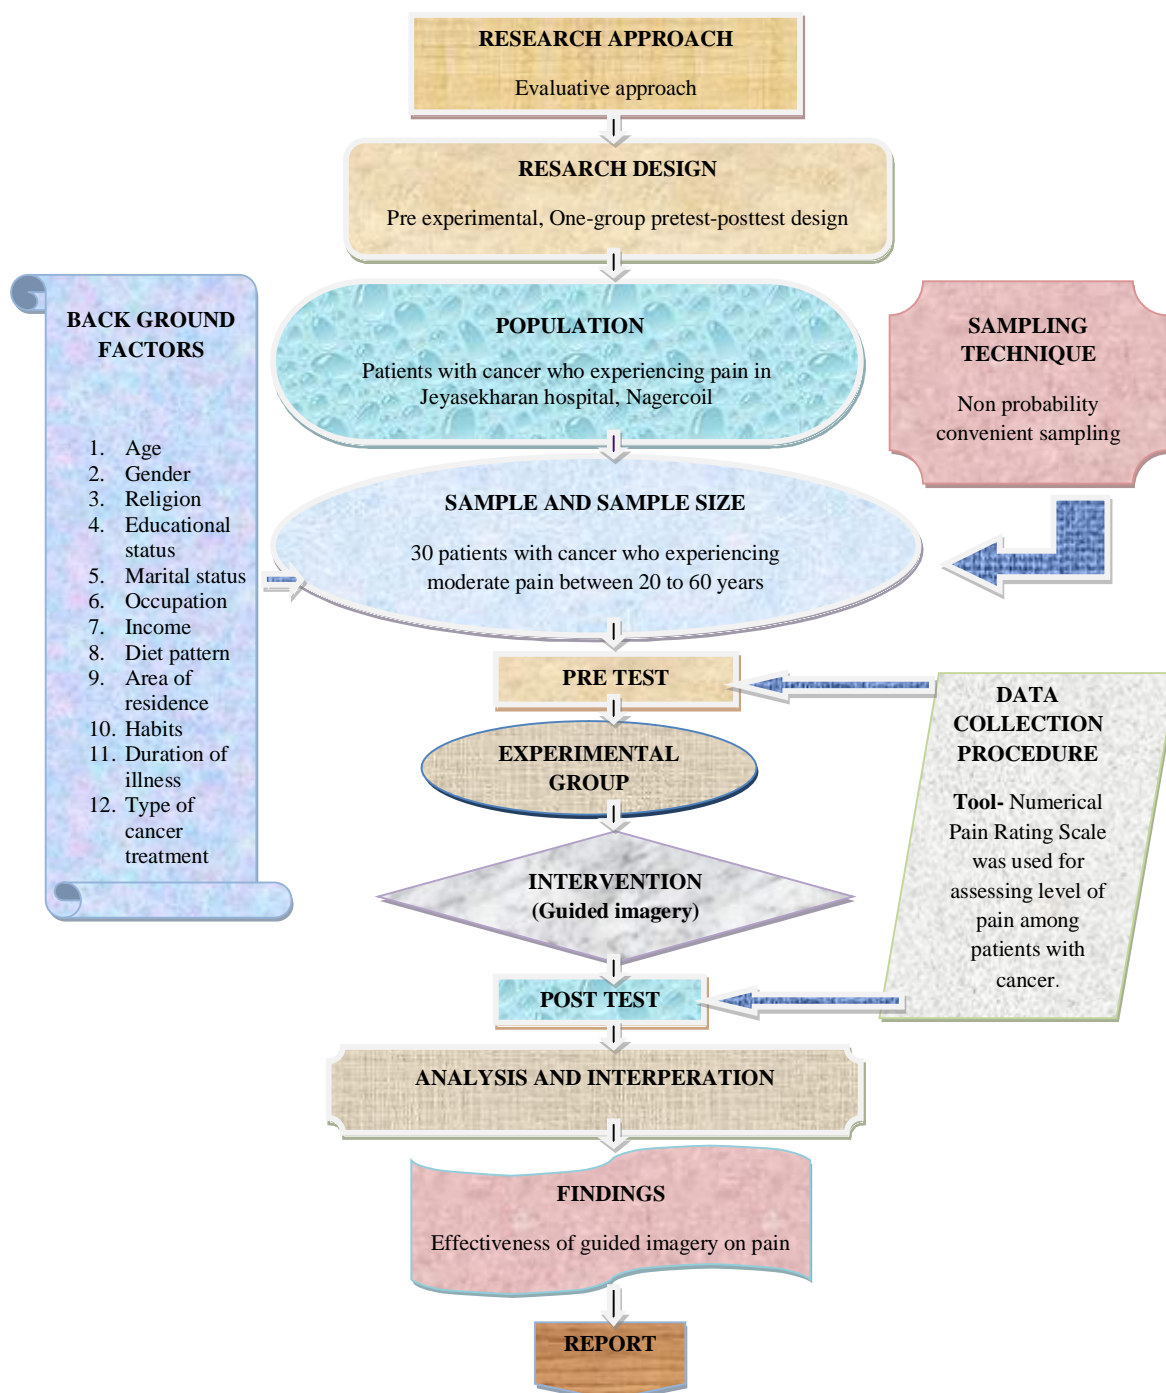 RESEARCH APPROACH
Evaluative approach
RESARCH DESIGN
Pre experimental, One-group pretest-posttest design
BACK GROUND
FACTORS
1. Age
2. Gender
3. Religion
4. Educational
status
5. Marital status
6. Occupation
7. Income
8. Diet pattern
9. Area of
residence
10. Habits
11. Duration of
illness
12. Type of
cancer
treatment
POPULATION
Patients with cancer who experiencing pain in
Jeyasekharan hospital, Nagercoil
SAMPLING
TECHNIQUE
Non probability
convenient sampling
SAMPLE AND SAMPLE SIZE
30 patients with cancer who experiencing
moderate pain between 20 to 60 years
PRE TEST
EXPERIMENTAL
GROUP
DATA
COLLECTION
PROCEDURE
Tool- Numerical
Pain Rating Scale
was used for
assessing level of
pain among
patients with
cancer.
INTERVENTION
(Guided imagery)
POST TEST
ANALYSIS AND INTERPERATION
FINDINGS
Effectiveness of guided imagery on pain
REPORT